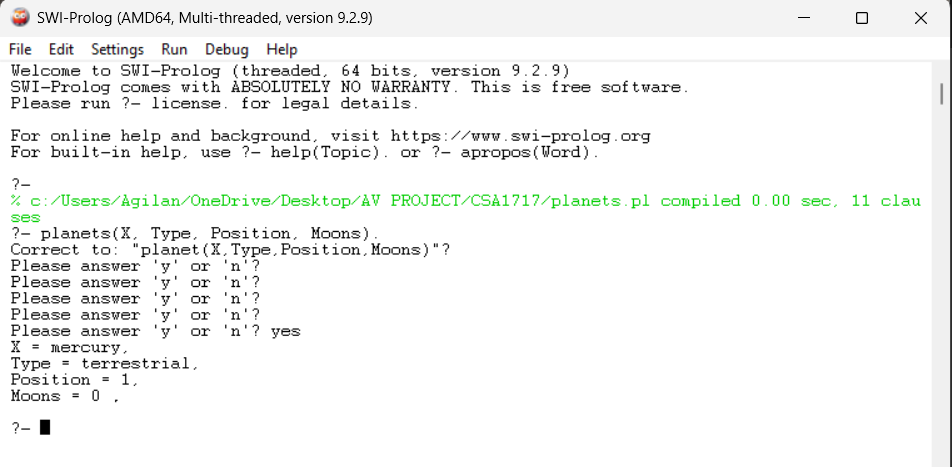 SWI-Prolog (AMD64, Multi-threaded, version 9.2.9)
File Edit Settings Run Debug Help
Welcome to SWI-Prolog (threaded, 64 bits, version 9.2.9)
SWI-Prolog comes with ABSOLUTELY NO WARRANTY. This is free software.
Please run ?- license. for legal details.
For online help and background, visit https://www.swi-prolog.org
For built-in help, use ?- help(Topic). or ?- apropos(Word).
?-
% c:/Users/Agilan/OneDrive/Desktop/AV PROJECT/CSA1717/planets.pl compiled 0.00 sec, 11 clau
ses
?- planets(X, Type, Position, Moons).
Correct to: "planet(X,Type,Position,Moons)"?
Please answer 'y' or 'n'?
Please answer 'y' or 'n'?
Please answer 'y' or 'n'?
Please answer 'y' or 'n'?
Please answer 'y' or 'n'? yes
X = mercury,
Type = terrestrial,
Position = 1,
Moons = 0 ,
?-